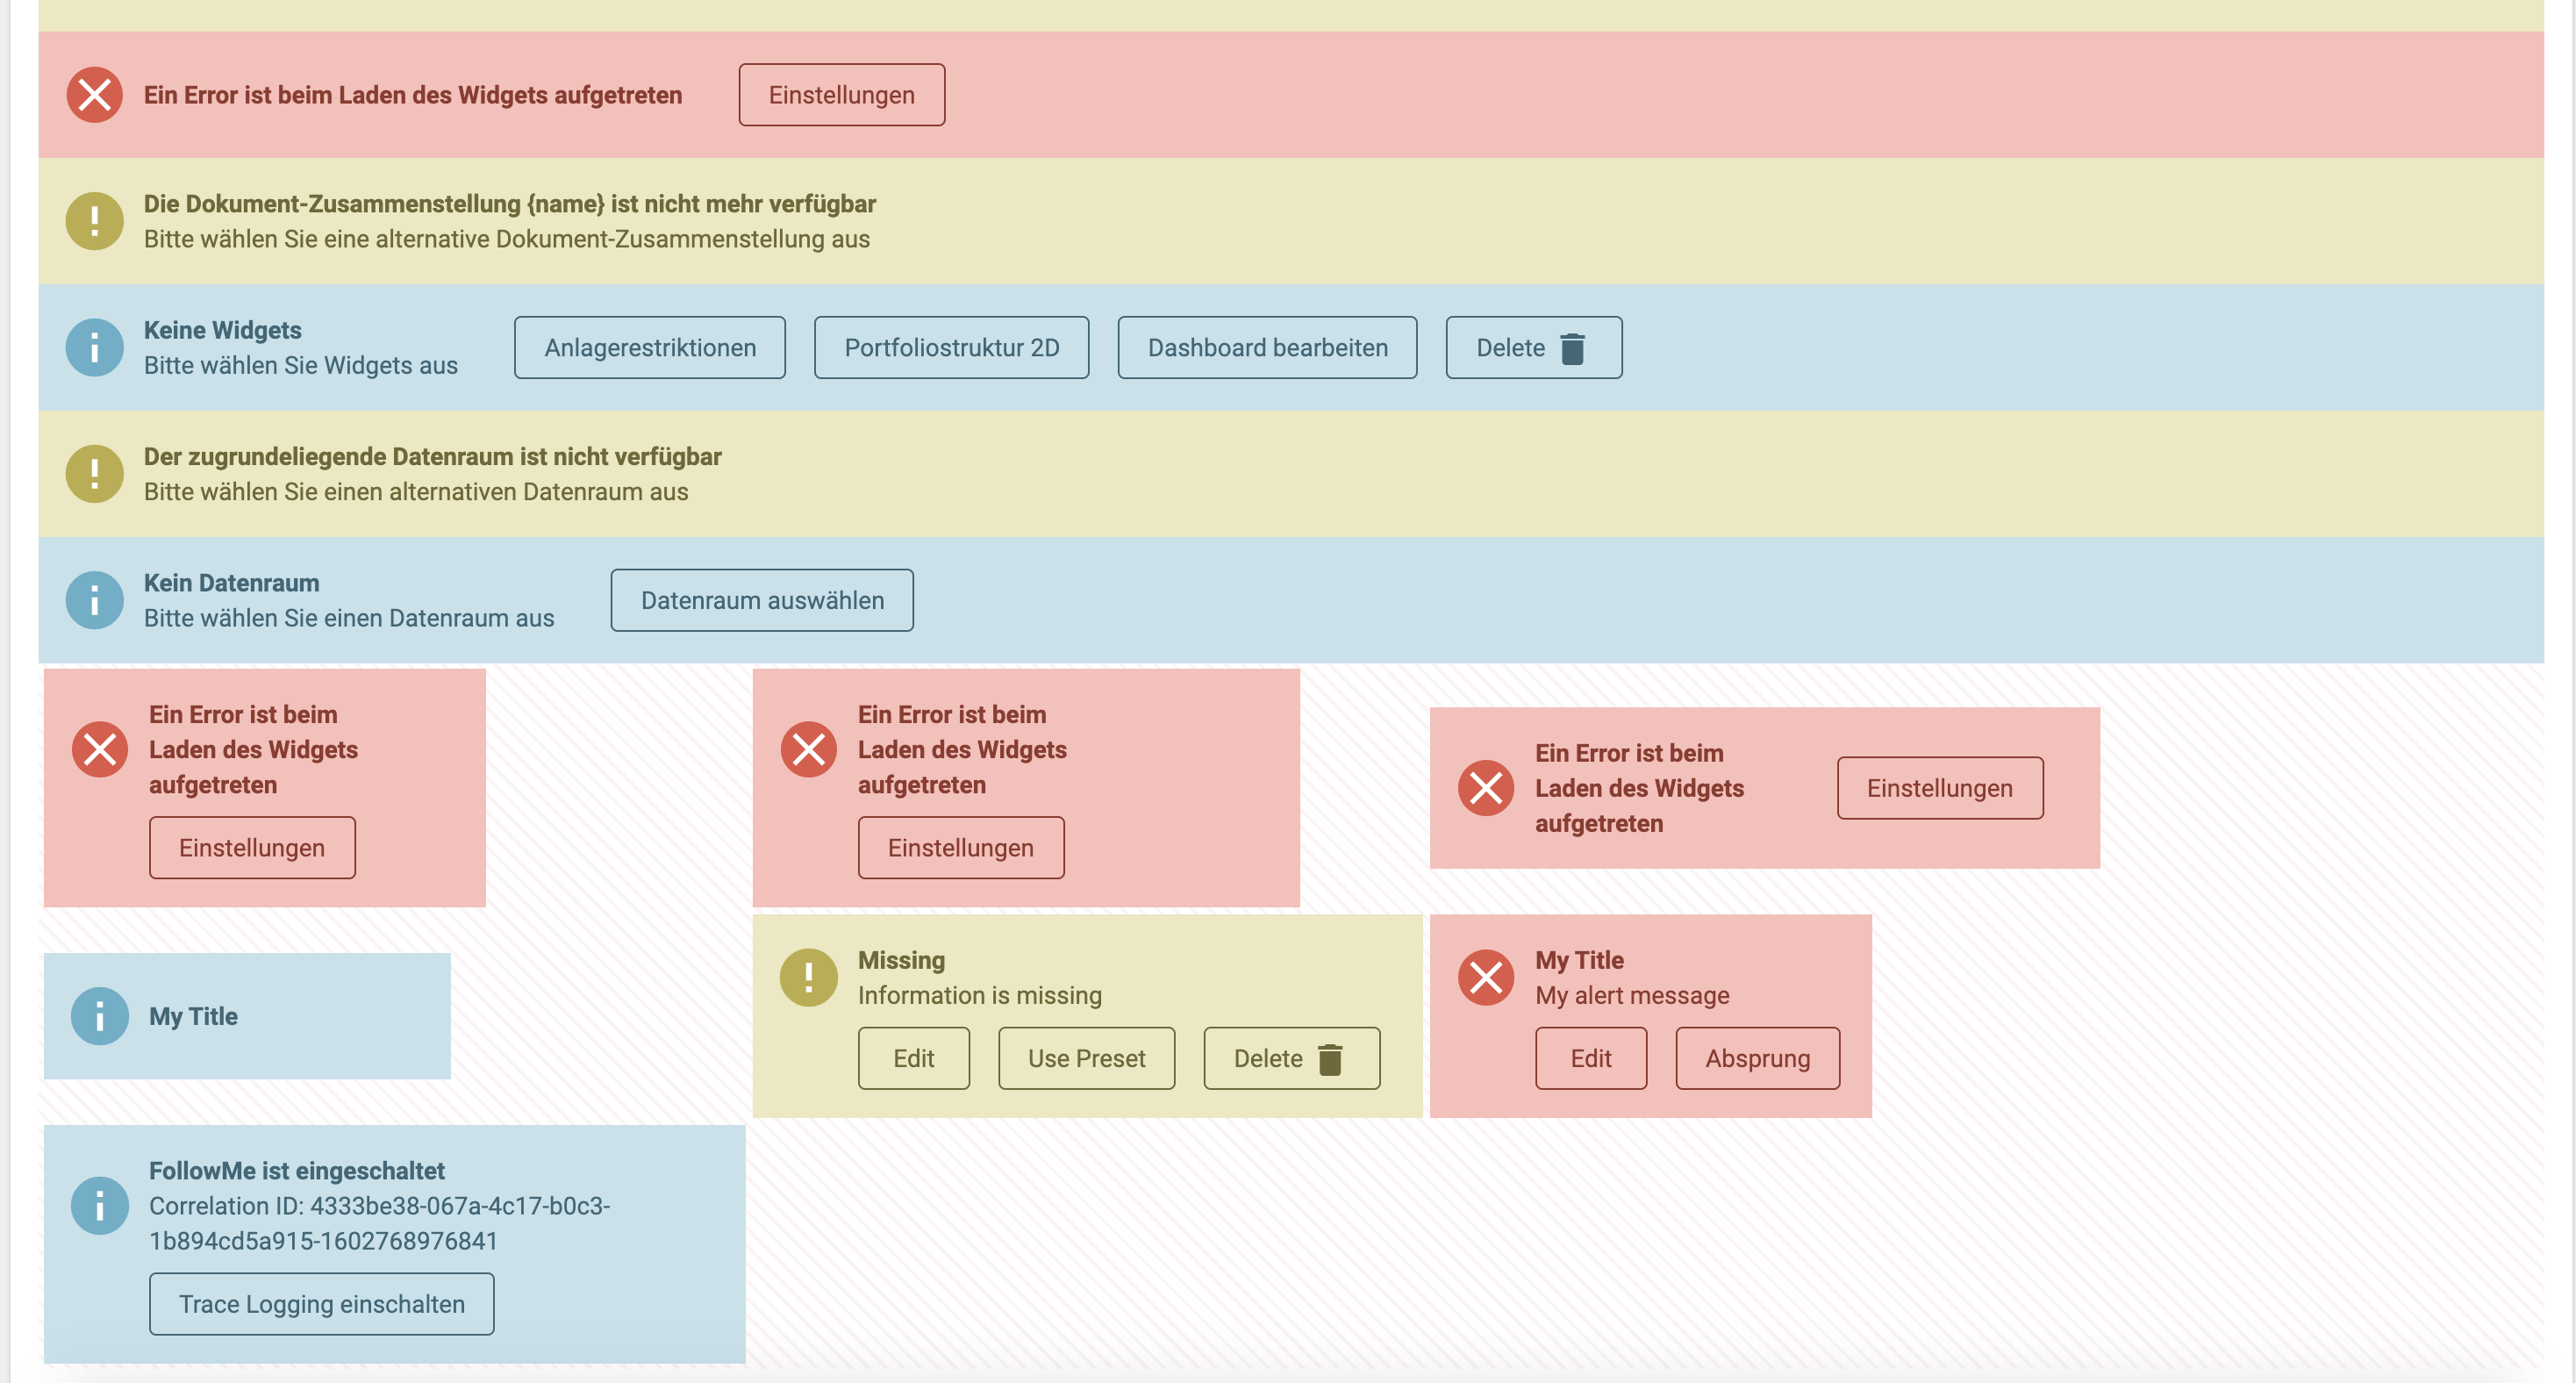 Ein Error ist beim Laden des Widgets aufgetreten
Einstellungen
Die Dokument-Zusammenstellung {name} ist nicht mehr verfügbar
Bitte wählen Sie eine alternative Dokument-Zusammenstellung aus
Keine Widgets
Bitte wählen Sie Widgets aus
Anlagerestriktionen
Portfoliostruktur 2D
Dashboard bearbeiten
Delete
Der zugrundeliegende Datenraum ist nicht verfügbar
Bitte wählen Sie einen alternativen Datenraum aus
Kein Datenraum
Bitte wählen Sie einen Datenraum aus
Datenraum auswählen
Ein Error ist beim
Laden des Widgets
aufgetreten
Einstellungen
Ein Error ist beim
Laden des Widgets
aufgetreten
Einstellungen
Ein Error ist beim
Laden des Widgets
aufgetreten
Einstellungen
My Title
Missing
Information is missing
Edit
Use Preset
Delete
My Title
My alert message
Edit
Absprung
FollowMe ist eingeschaltet
Correlation ID: 4333be38-067a-4c17-b0c3-
1b894cd5a915-1602768976841
Trace Logging einschalten